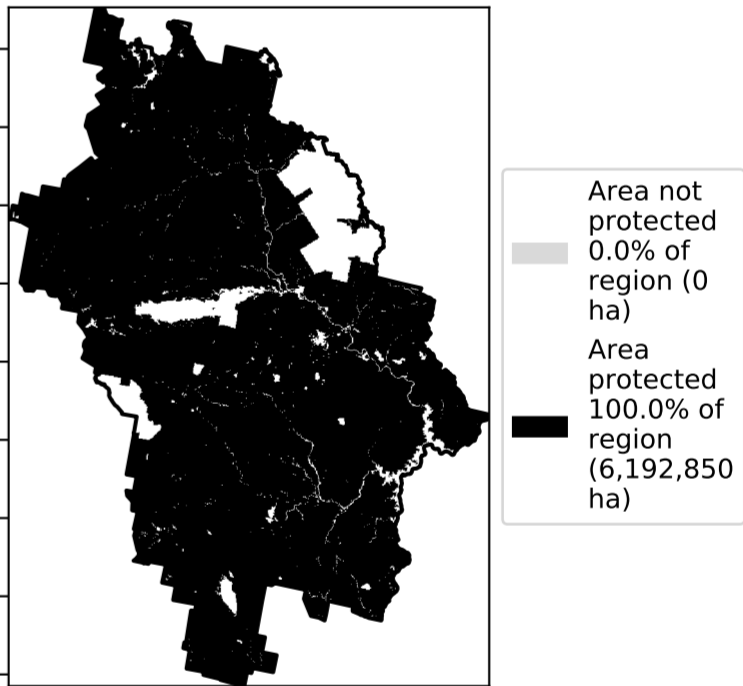 Area not
protected
0.0% of
region (0
ha)
Area
protected
100.0% of
region
(6,192,850
ha)